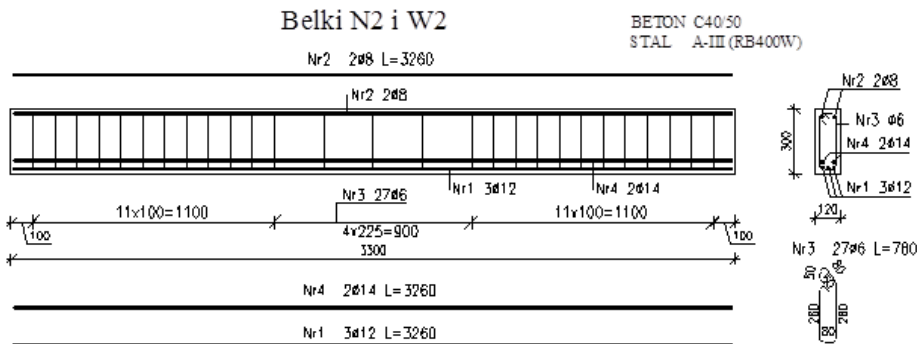 Belki N2 i W2
BETON C40/50
STAL A-III (RB400W)
Nr2 2ø8 L=3260
Nr2 2ø8
Nr2 2ø8
Nr3 ø6
Nr4 2ø14
Nr1 3ø12
300
120
Nr1 3ø12
Nr4 2ø14
Nr3 27ø6
11x100=1100
11x100=1100
100
4x225=900
100
3300
Nr3 27ø6 L=780
280
280
80
Nr4 2ø14 L=3260
Nr1 3ø12 L=3260